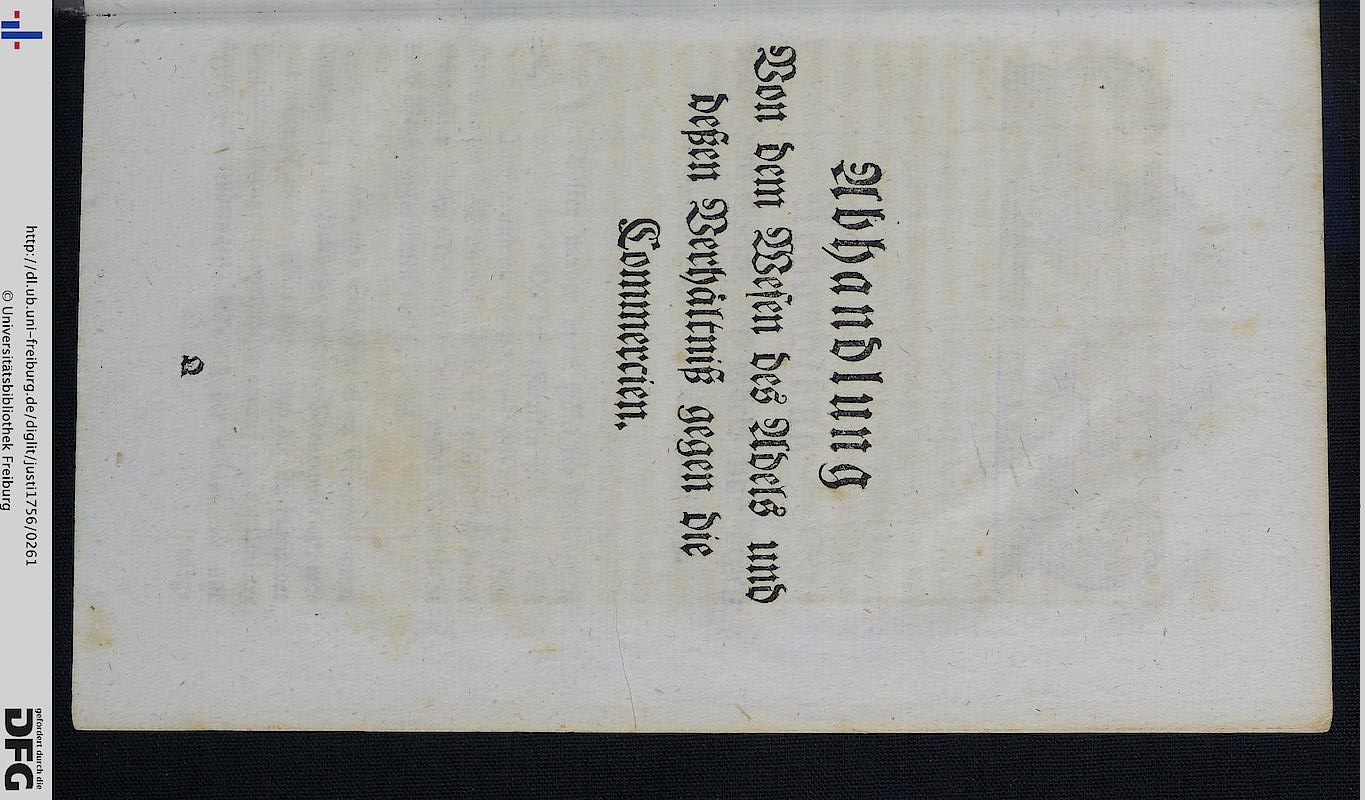 Abhandlung
Von dem Wesen des Adels und
deßen Verhältniß gegen die
Commercien.
Q
http://dl.ub.uni-freiburg.de/diglit/justi1756/0261
© Universitätsbibliothek Freiburg
gefördert durch die
DFG